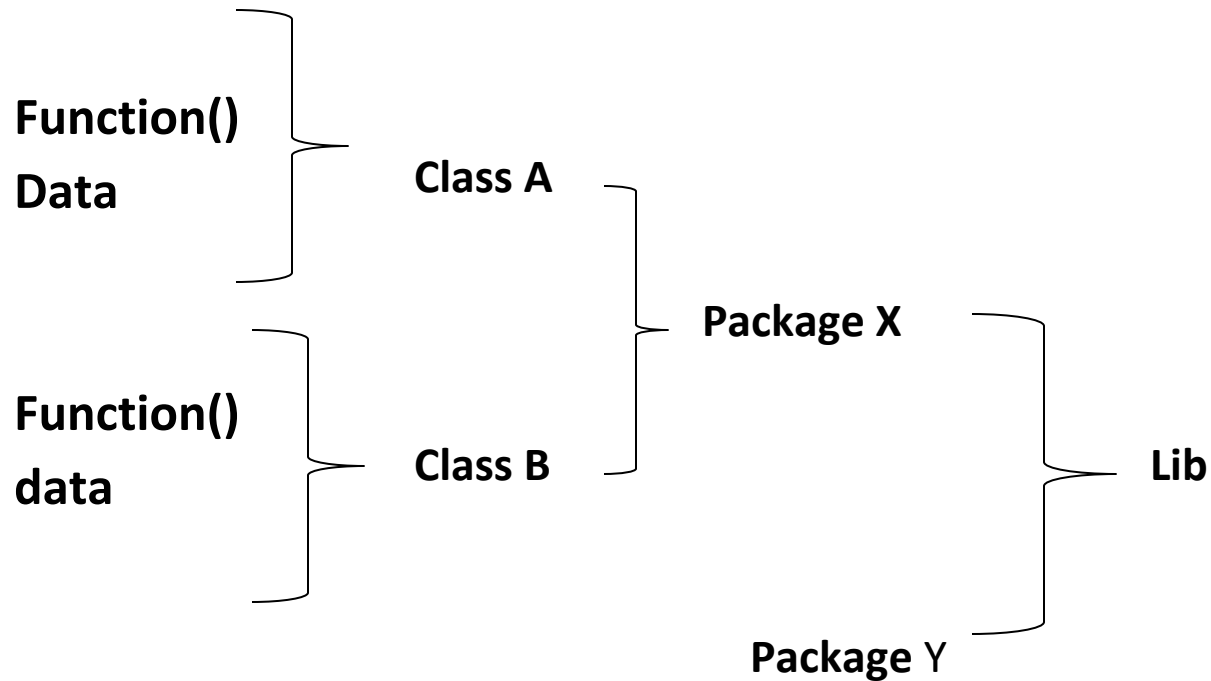 Function()
Data
Class A
Package X
Function()
data
Class B
Lib
Package Y